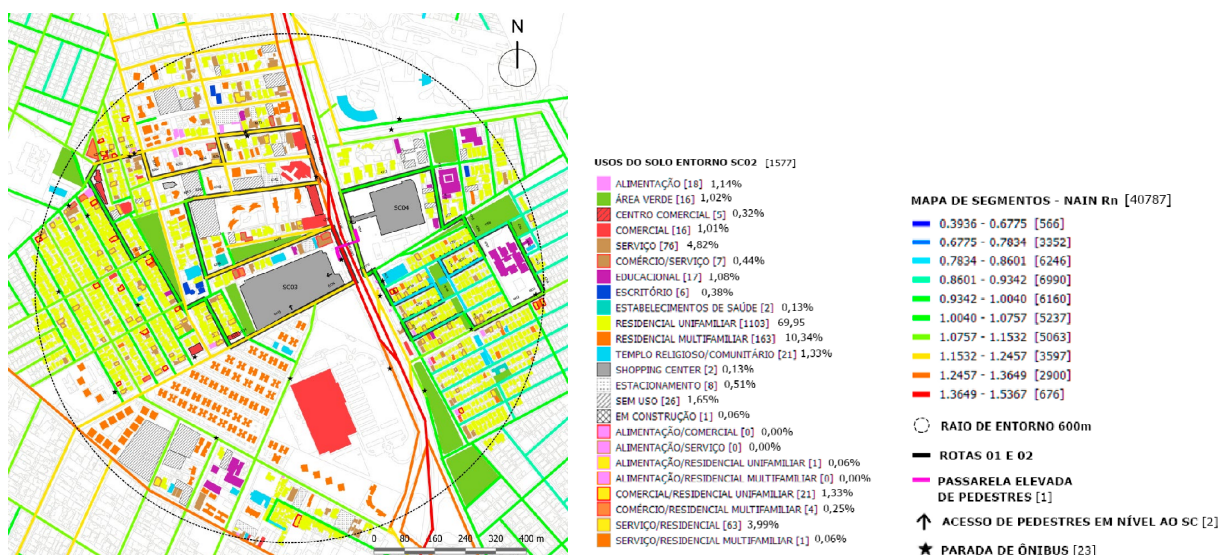 N
SC04
SC03
0 80 160 240 320 400 m
USOS DO SOLO ENTORNO SC02 [1577]
ALIMENTAÇÃO [18] 1,14%
ÁREA VERDE [16] 1,02%
CENTRO COMERCIAL [5] 0,32%
COMERCIAL [16] 1,01%
SERVIÇO [76] 4,82%
COMÉRCIO/SERVIÇO [7] 0,44%
EDUCACIONAL [17] 1,08%
ESCRITÓRIO [6] 0,38%
ESTABELECIMENTOS DE SAÚDE [2] 0,13%
RESIDENCIAL UNIFAMILIAR [1103] 69,95
RESIDENCIAL MULTIFAMILIAR [163] 10,34%
TEMPLO RELIGIOSO/COMUNITÁRIO [21] 1,33%
SHOPPING CENTER [2] 0,13%
ESTACIONAMENTO [8] 0,51%
SEM USO [26] 1,65%
EM CONSTRUÇÃO [1] 0,06%
ALIMENTAÇÃO/COMERCIAL [0] 0,00%
ALIMENTAÇÃO/SERVIÇO [0] 0,00%
ALIMENTAÇÃO/RESIDENCIAL UNIFAMILIAR [1] 0,06%
ALIMENTAÇÃO/RESIDENCIAL MULTIFAMILIAR [0] 0,00%
COMERCIAL/RESIDENCIAL UNIFAMILIAR [21] 1,33%
COMÉRCIO/RESIDENCIAL MULTIFAMILIAR [4] 0,25%
SERVIÇO/RESIDENCIAL [63] 3,99%
SERVIÇO/RESIDENCIAL MULTIFAMILIAR [1] 0,06%
MAPA DE SEGMENTOS - NAIN Rn [40787]
0.3936 - 0.6775 [566]
0.6775 - 0.7834 [3352]
0.7834 - 0.8601 [6246]
0.8601 - 0.9342 [6990]
0.9342 - 1.0040 [6160]
1.0040 - 1.0757 [5237]
1.0757 - 1.1532 [5063]
1.1532 - 1.2457 [3597]
1.2457 - 1.3649 [2900]
1.3649 - 1.5367 [676]
RAIO DE ENTORNO 600m
ROTAS 01 E 02
PASSARELA ELEVADA
DE PEDESTRES [1]
ACESSO DE PEDESTRES EM NÍVEL AO SC [2]
PARADA DE ÔNIBUS [23]